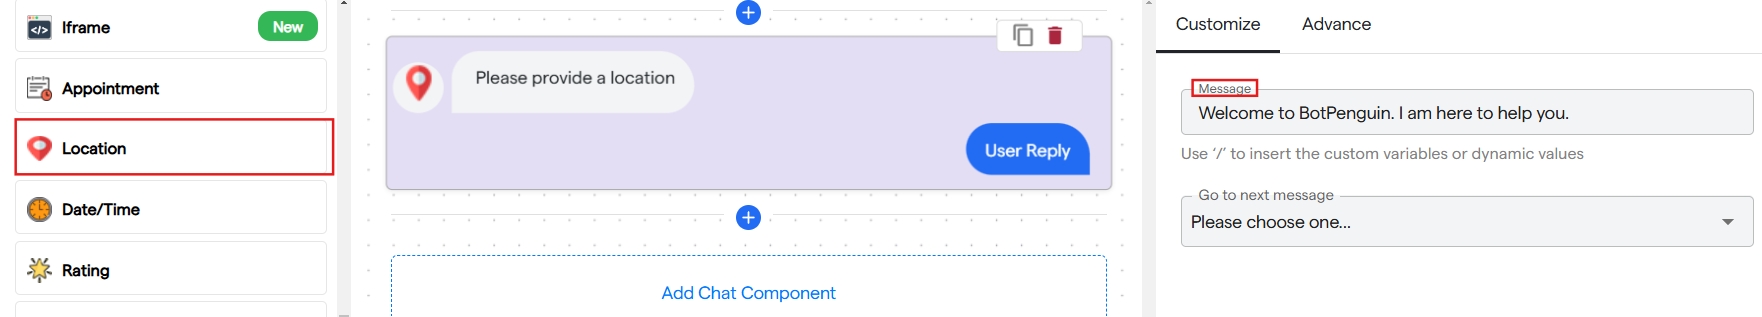 Iframe
New
Appointment
Location
Date/Time
Rating
Please provide a location
User Reply
Add Chat Component
Customize
Advance
Message
Welcome to BotPenguin. I am here to help you.
Use ‘/’ to insert the custom variables or dynamic values
Go to next message
Please choose one...